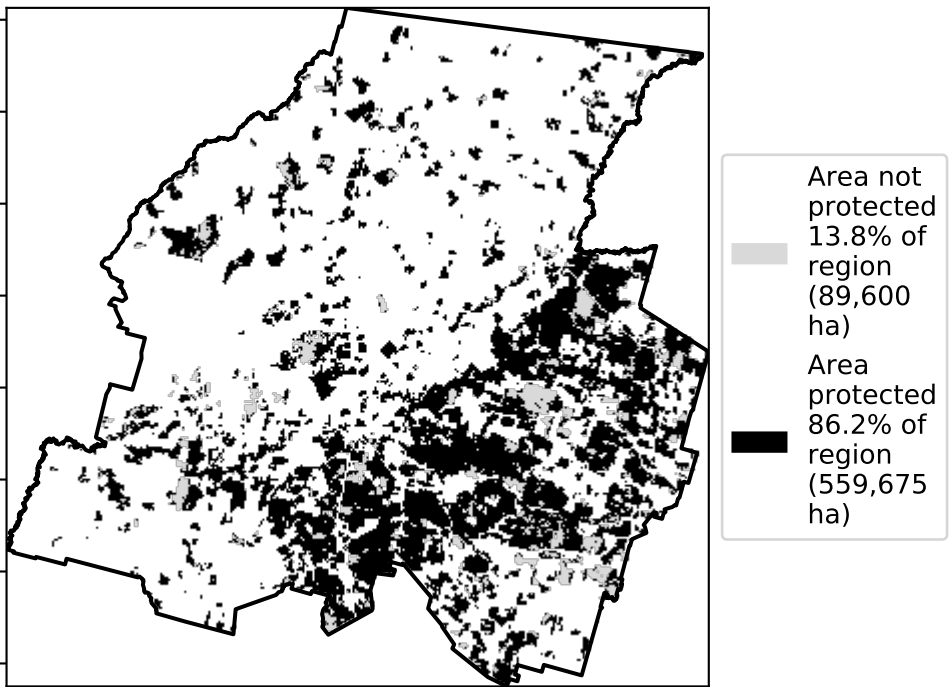 Area not
protected
13.8% of
region
(89,600
ha)
Area
protected
86.2% of
region
(559,675
ha)